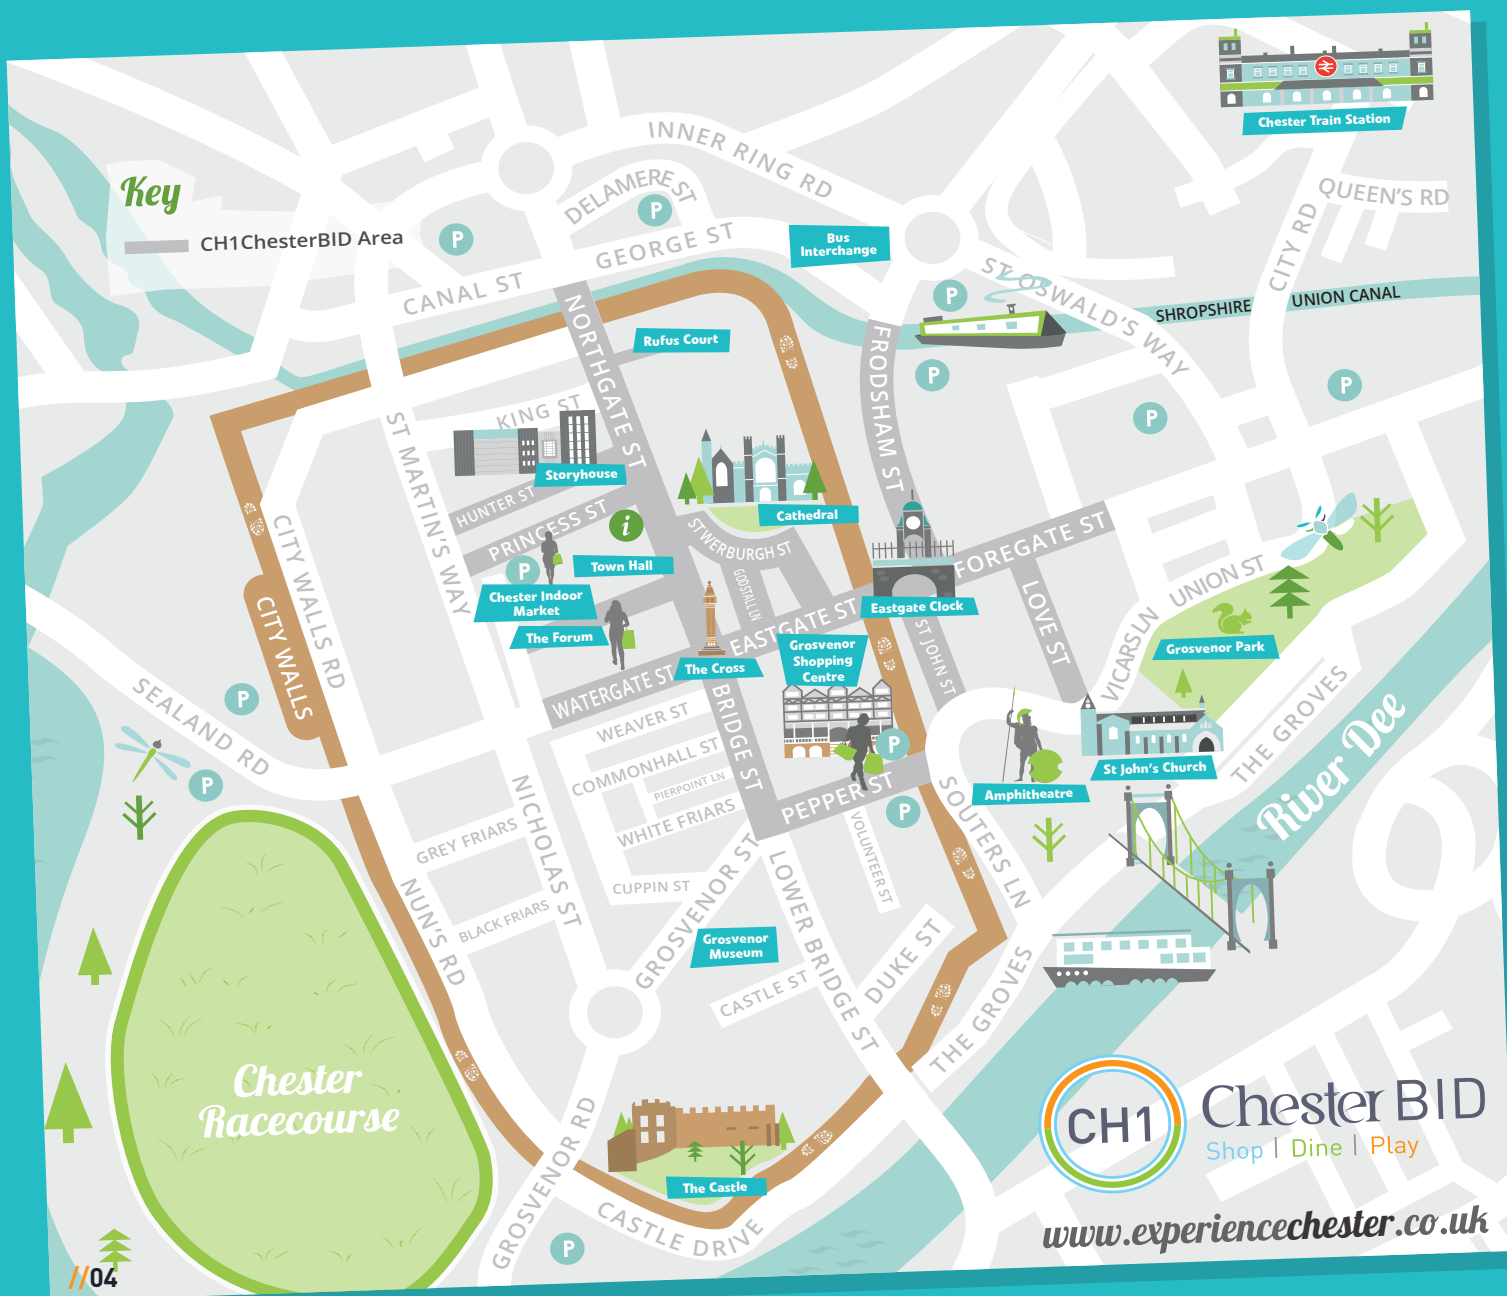 Chester Train Station
INNER RING RD
DELAMERE ST
QUEEN'S RD
Key
CH1ChesterBID Area
P
P
GEORGE ST
Bus
Interchange
CITY RD
CANAL ST
ST OSWALD'S WAY
P
SHROPSHIRE UNION CANAL
NORTHGATE ST
Rufus Court
FRODSHAM ST
P
P
P
KING ST
ST MARTIN'S WAY
Storyhouse
HUNTER ST
PRINCESS ST
i
Cathedral
ST WERBURGH ST
CITY WALLS RD
FOREGATE ST
UNION ST
P
Town Hall
GODSTALL LN
Chester Indoor
Market
The Forum
EASTGATE ST
Eastgate Clock
LOVE ST
VICARS LN
CITY WALLS
Grosvenor
Shopping
Centre
ST JOHN ST
Grosvenor Park
The Cross
WATERGATE ST
SEALAND RD
P
BRIDGE ST
WEAVER ST
THE GROVES
River Dee
COMMONHALL ST
P
St John's Church
PIERPOINT LN
P
NICHOLAS ST
PEPPER ST
Amphitheatre
P
WHITE FRIARS
GREY FRIARS
VOLUNTEER ST
SOUTERS LN
CUPPIN ST
NUN'S RD
BLACK FRIARS
GROSVENOR ST
LOWER BRIDGE ST
Grosvenor
Museum
DUKE ST
CASTLE ST
THE GROVES
Chester
Racecourse
GROSVENOR RD
CH1
Chester BID
Shop | Dine | Play
The Castle
CASTLE DRIVE
P
www.experiencechester.co.uk
//04